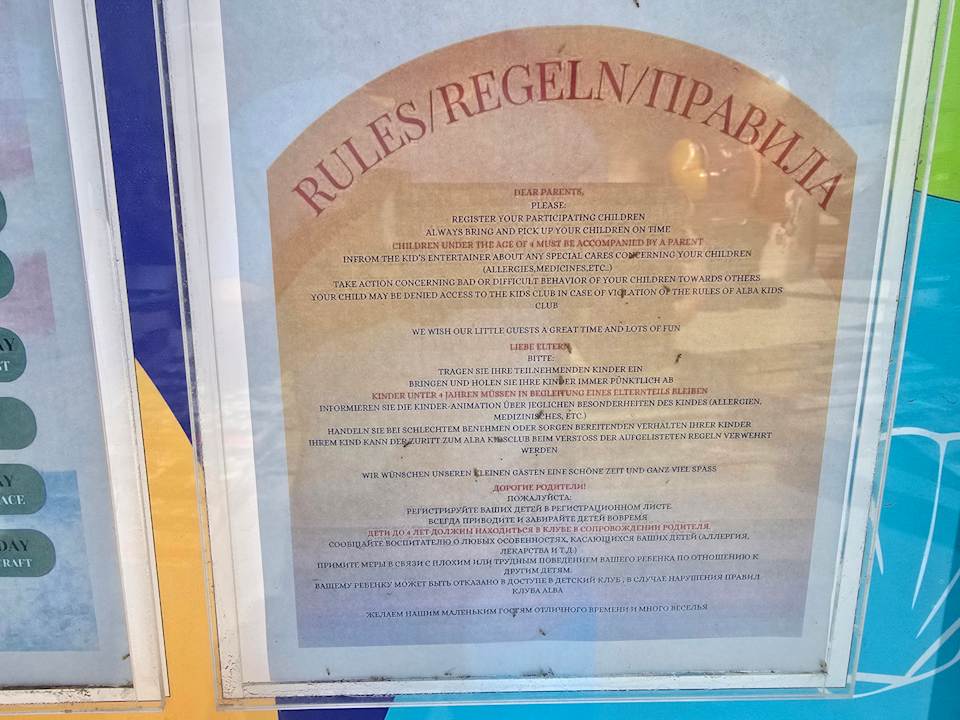 RULES/REGELN/ПРАВИЛА
DEAR PARENTS,
PLEASE:
REGISTER YOUR PARTICIPATING CHILDREN
ALWAYS BRING AND PICK UP YOUR CHILDREN ON TIME
CHILDREN UNDER THE AGE OF 4 MUST BE ACCOMPANIED BY A PARENT
INFROM THE KID'S ENTERTAINER ABOUT ANY SPECIAL CARES CONCERNING YOUR CHILDREN
(ALLERGIES,MEDICINES,ETC..)
TAKE ACTION CONCERNING BAD OR DIFFICULT BEHAVIOR OF YOUR CHILDREN TOWARDS OTHERS
YOUR CHILD MAY BE DENIED ACCESS TO THE KIDS CLUB IN CASE OF VIOLATION OF THE RULES OF ALBA KIDS
CLUB
WE WISH OUR LITTLE GUESTS A GREAT TIME AND LOTS OF FUN
LIEBE ELTERN
BITTE:
TRAGEN SIE IHRE TEILNEHMENDEN KINDER EIN
BRINGEN UND HOLEN SIE IHRE KINDER IMMER PÜNKTLICH AB
KINDER UNTER 4 JAHREN MÜSSEN IN BEGLEITUNG EINES ELTERNTEILS BLEIBEN
INFORMIEREN SIE DIE KINDER-ANIMATION ÜBER JEGLICHEN BESONDERHEITEN DES KINDES (ALLERGIEN,
MEDIZINISCHES, ETC.)
HANDELN SIE BEI SCHLECHTEM BENEHMEN ODER SORGEN BEREITENDEN VERHALTEN IHRER KINDER
IHREM KIND KANN DER ZURITT ZUM ALBA KIDSCLUB BEIM VERSTOSS DER AUFGELISTETEN REGELN VERWEHRT
WERDEN
WIR WÜNSCHEN UNSEREN KLEINEN GÄSTEN EINE SCHÖNE ZEIT UND GANZ VIEL SPASS
ДОРОГИЕ РОДИТЕЛИ!
ПОЖАЛУЙСТА:
РЕГИСТРИРУЙТЕ ВАШИХ ДЕТЕЙ В РЕГИСТРАЦИОННОМ ЛИСТЕ
ВСЕГДА ПРИВОДИТЕ И ЗАБИРАЙТЕ ДЕТЕЙ ВОВРЕМЯ
ДЕТИ ДО 4 ЛЕТ ДОЛЖНЫ НАХОДИТЬСЯ В КЛУБЕ В СОПРОВОЖДЕНИИ РОДИТЕЛЯ.
СООБЩАЙТЕ ВОСПИТАТЕЛЮ О ЛЮБЫХ ОСОБЕННОСТЯХ, КАСАЮЩИХСЯ ВАШИХ ДЕТЕЙ (АЛЛЕРГИЯ,
ЛЕКАРСТВА И Т.Д.)
ПРИМИТЕ МЕРЫ В СВЯЗИ С ПЛОХИМ ИЛИ ТРУДНЫМ ПОВЕДЕНИЕМ ВАШЕГО РЕБЕНКА ПО ОТНОШЕНИЮ К
ДРУГИМ ДЕТЯМ.
ВАШЕМУ РЕБЕНКУ МОЖЕТ БЫТЬ ОТКАЗАНО В ДОСТУПЕ В ДЕТСКИЙ КЛУБ , В СЛУЧАЕ НАРУШЕНИЯ ПРАВИЛ
КЛУБА ALBA
ЖЕЛАЕМ НАШИМ МАЛЕНЬКИМ ГОСТЯМ ОТЛИЧНОГО ВРЕМЕНИ И МНОГО ВЕСЕЛЬЯ